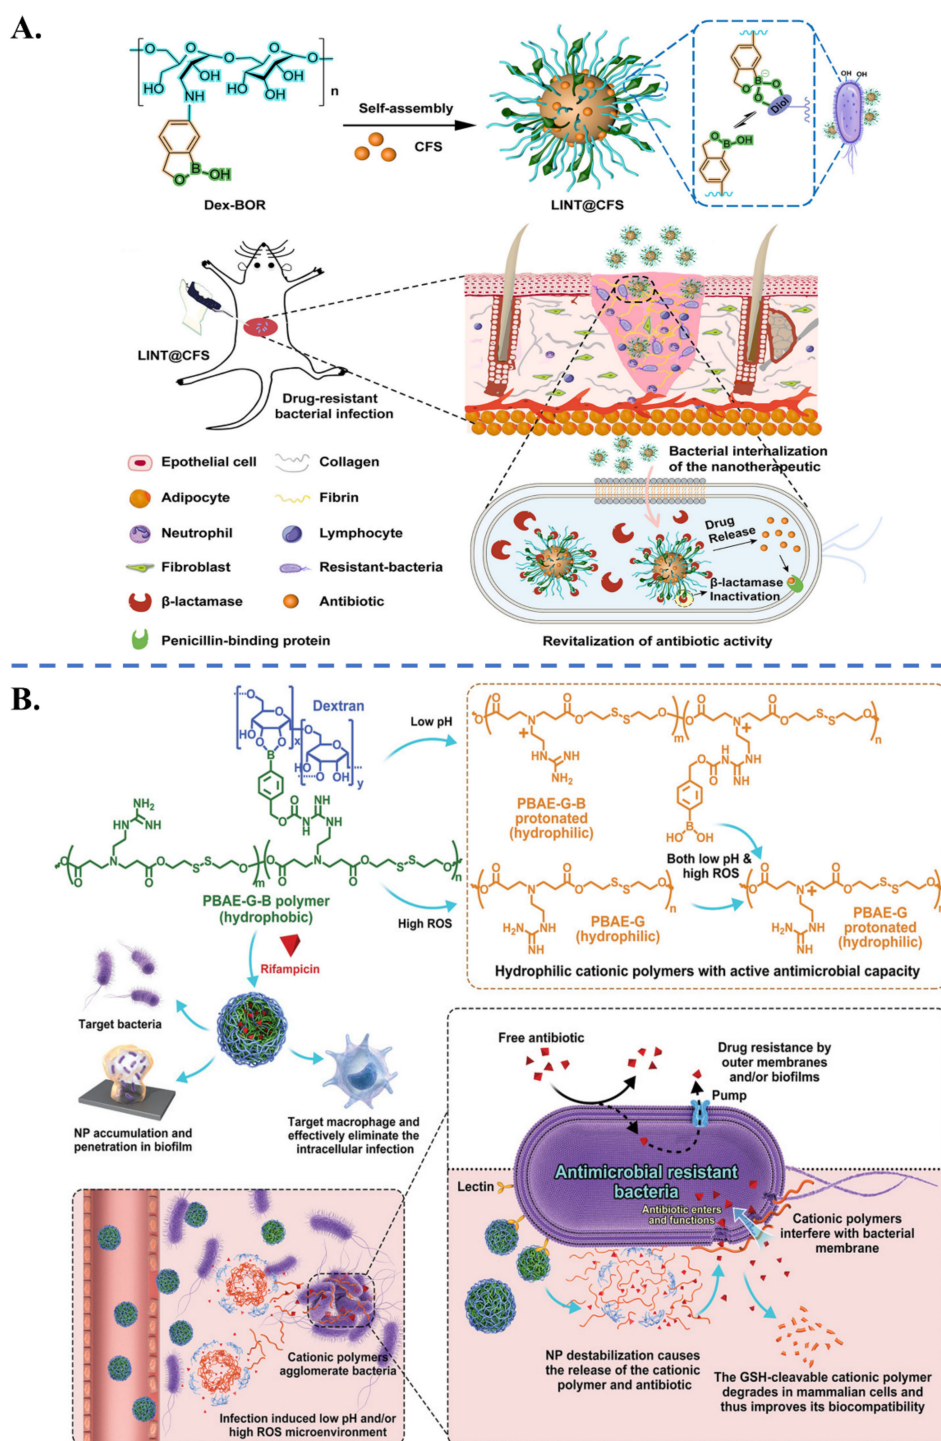 A.
O
O
O
O
HO
OH
HO
OH
OH
n
NH
B-OH
O
Dex-BOR
Self-assembly
CFS
LINT@CFS
B
O
O
O
Diol
OH
B
O
OH OH
LINT@CFS
Drug-resistant
bacterial infection
Bacterial internalization
of the nanotherapeutic
Epothelial cell
Collagen
Adipocyte
Fibrin
Neutrophil
Lymphocyte
Fibroblast
Resistant-bacteria
β-lactamase
Antibiotic
Penicillin-binding protein
Drug
Release
β-lactamase
Inactivation
Revitalization of antibiotic activity
B.
Dextran
x
y
PBAE-G-B polymer
(hydrophobic)
m
n
Low pH
High ROS
m
n
PBAE-G-B
protonated
(hydrophilic)
Both low pH &
high ROS
n
PBAE-G
(hydrophilic)
n
PBAE-G
protonated
(hydrophilic)
Hydrophilic cationic polymers with active antimicrobial capacity
Rifampicin
Target bacteria
NP accumulation and
penetration in biofilm
Target macrophage and
effectively eliminate the
intracellular infection
Free antibiotic
Drug resistance by
outer membranes
and/or biofilms
Pump
Lectin
Antimicrobial resistant
bacteria
Antibiotic enters
and functions
Cationic polymers
interfere with bacterial
membrane
NP destabilization causes
the release of the cationic
polymer and antibiotic
The GSH-cleavable cationic polymer
degrades in mammalian cells and
thus improves its biocompatibility
Cationic polymers
agglomerate bacteria
Infection induced low pH and/or
high ROS microenvironment